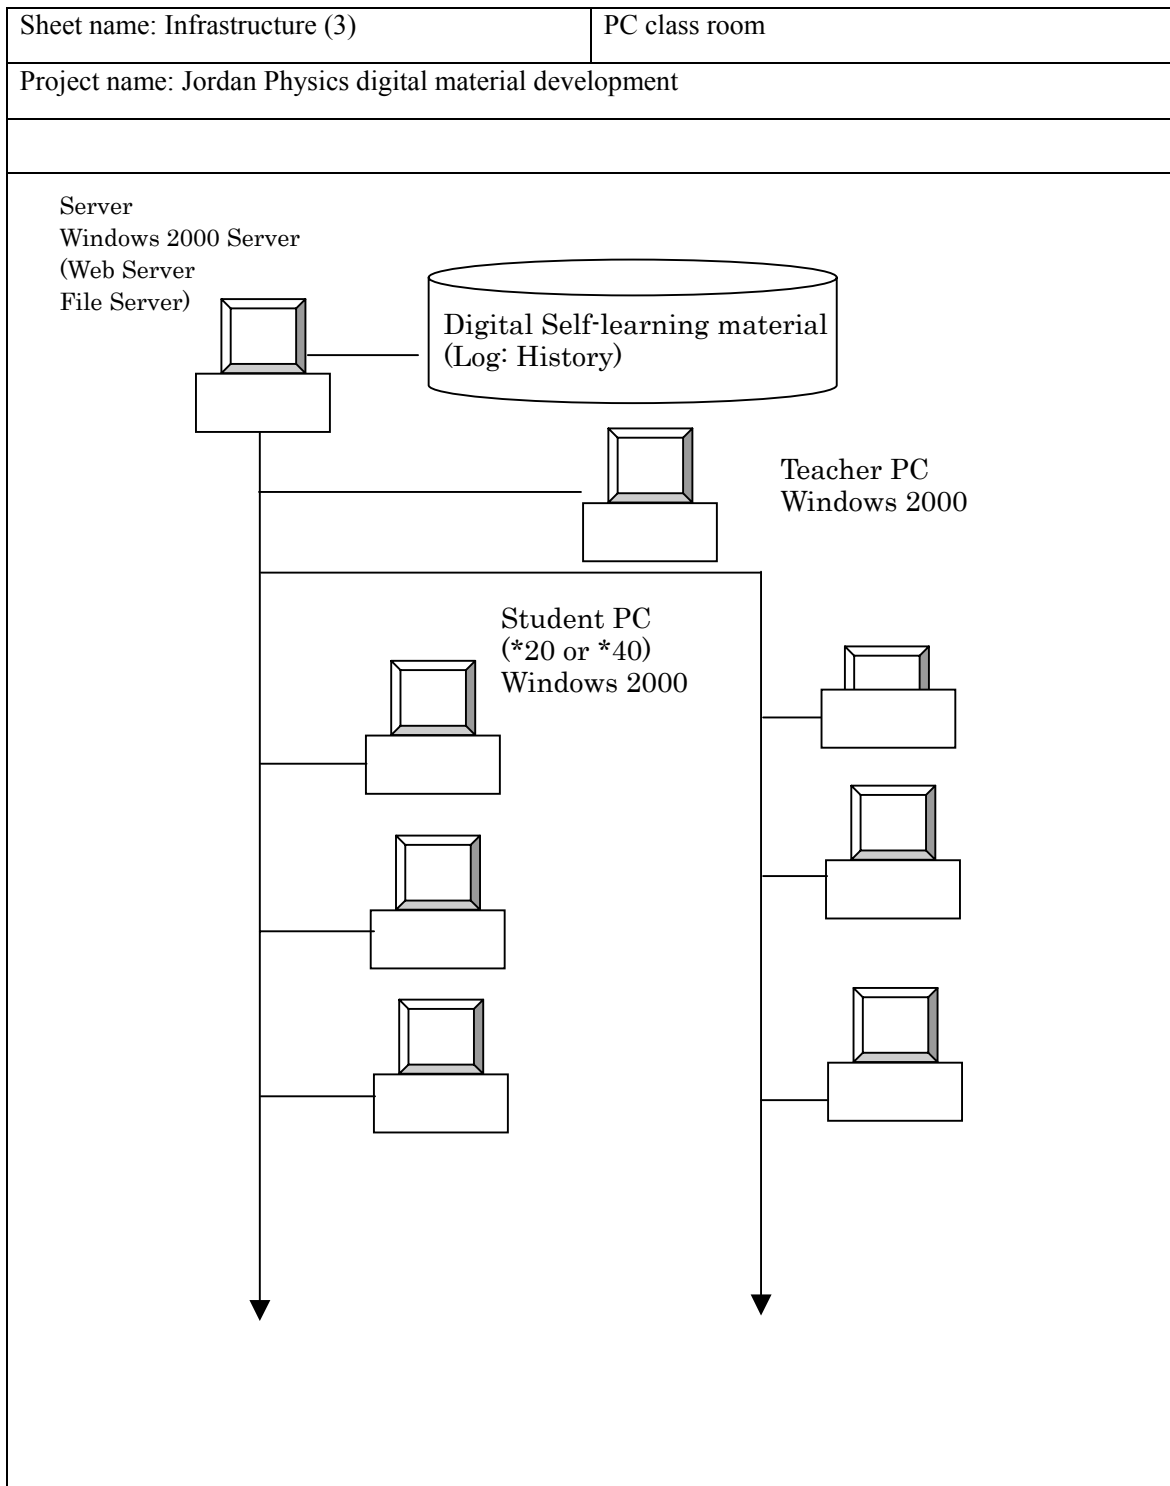 Sheet name: Infrastructure (3)
PC class room
Project name: Jordan Physics digital material development
Server
Windows 2000 Server
(Web Server
File Server)
Digital Self-learning material
(Log: History)
Teacher PC
Windows 2000
Student PC
(*20 or *40)
Windows 2000